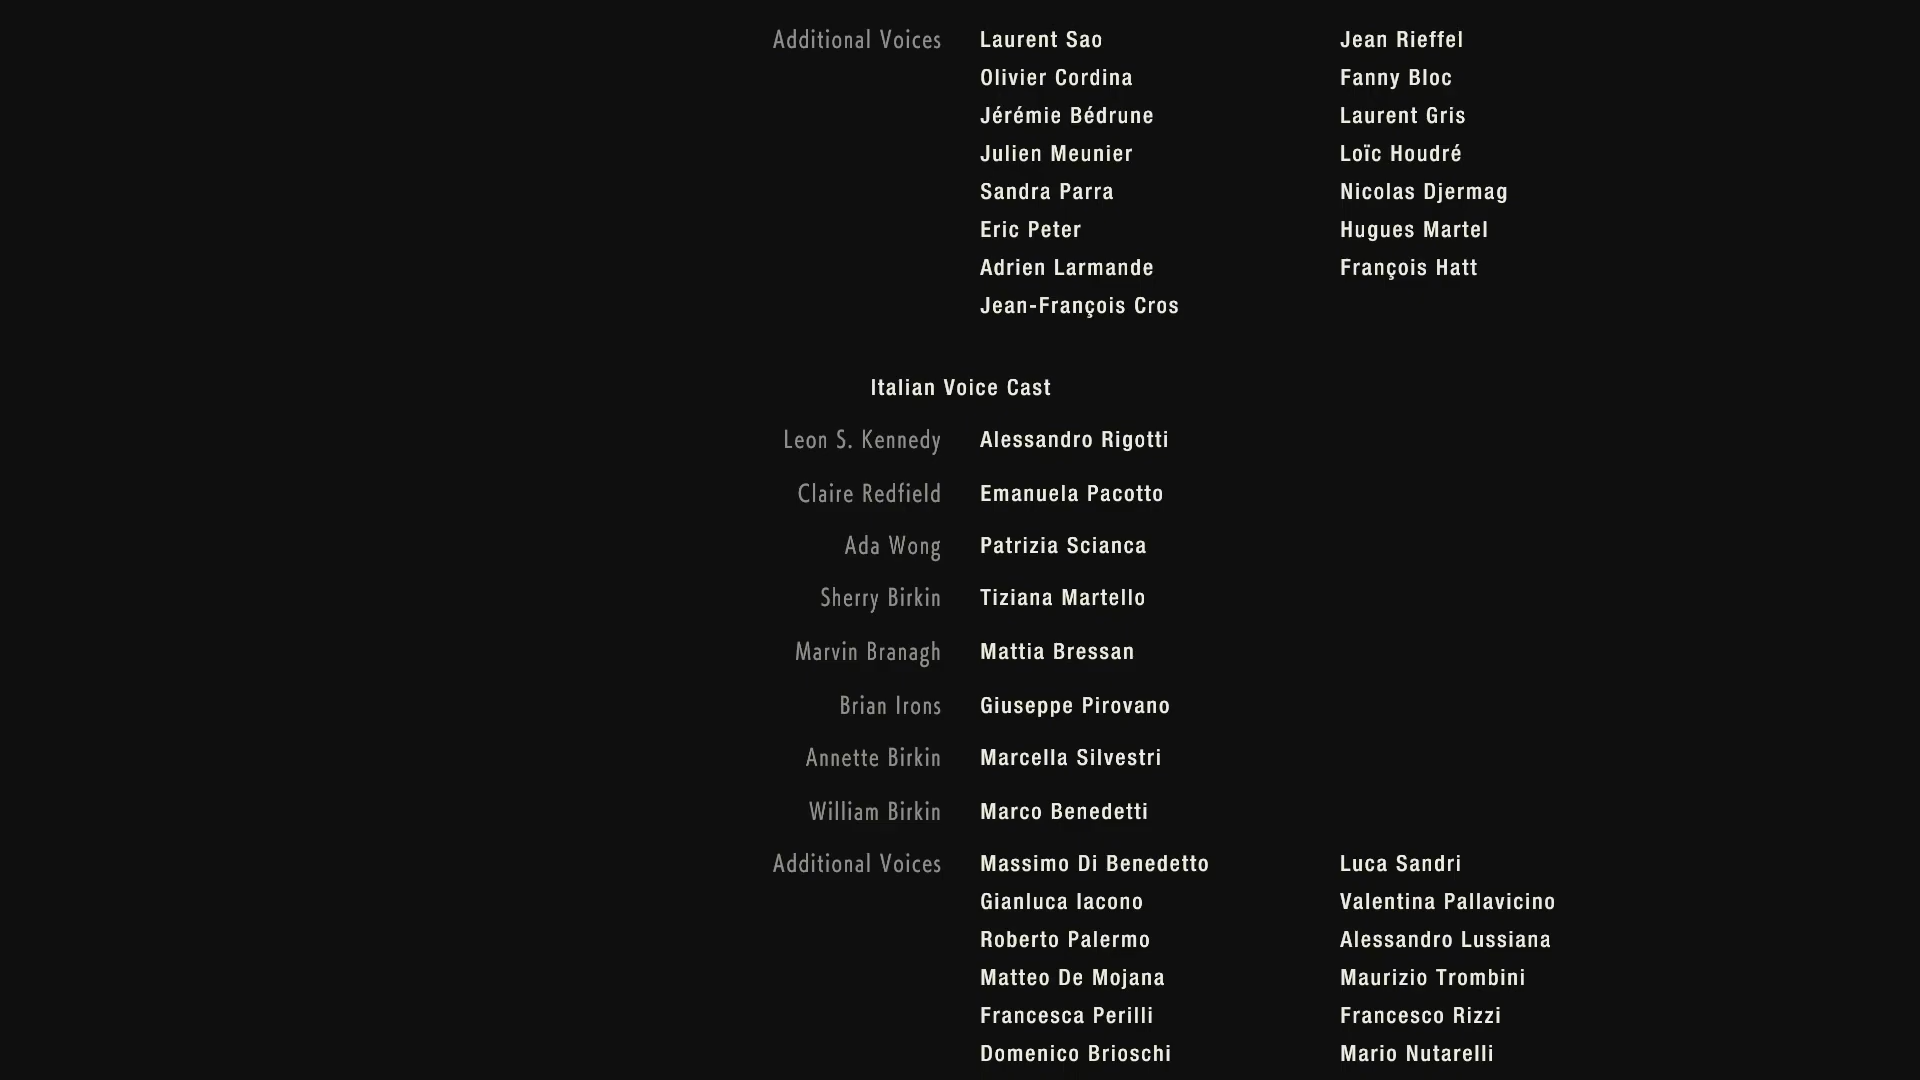 Additional Voices Laurent Sao Jean Rieffel
Olivier Cordina Fanny Bloc
Jérémie Bédrune Laurent Gris
Julien Meunier Loïc Houdré
Sandra Parra Nicolas Djermag
Eric Peter Hugues Martel
Adrien Larmande François Hatt
Jean-François Cros
Italian Voice Cast
Leon S. Kennedy Alessandro Rigotti
Claire Redfield Emanuela Pacotto
Ada Wong Patrizia Scianca
Sherry Birkin Tiziana Martello
Marvin Branagh Mattia Bressan
Brian Irons Giuseppe Pirovano
Annette Birkin Marcella Silvestri
William Birkin Marco Benedetti
Additional Voices Massimo Di Benedetto Luca Sandri
Gianluca Iacono Valentina Pallavicino
Roberto Palermo Alessandro Lussiana
Matteo De Mojana Maurizio Trombini
Francesca Perilli Francesco Rizzi
Domenico Brioschi Mario Nutarelli